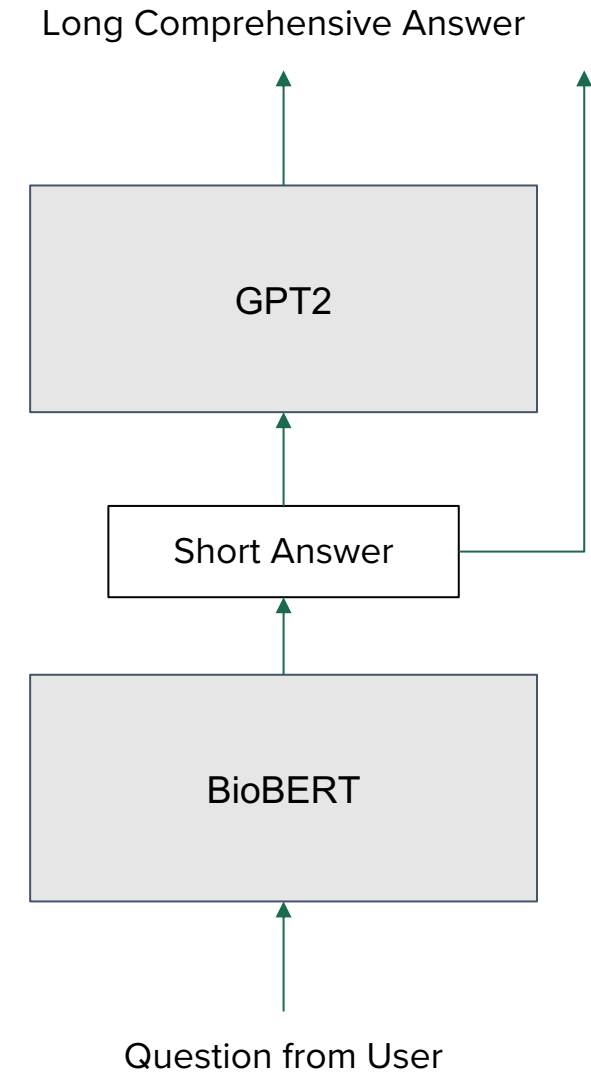 Long Comprehensive Answer
GPT2
Short Answer
BioBERT
Question from User